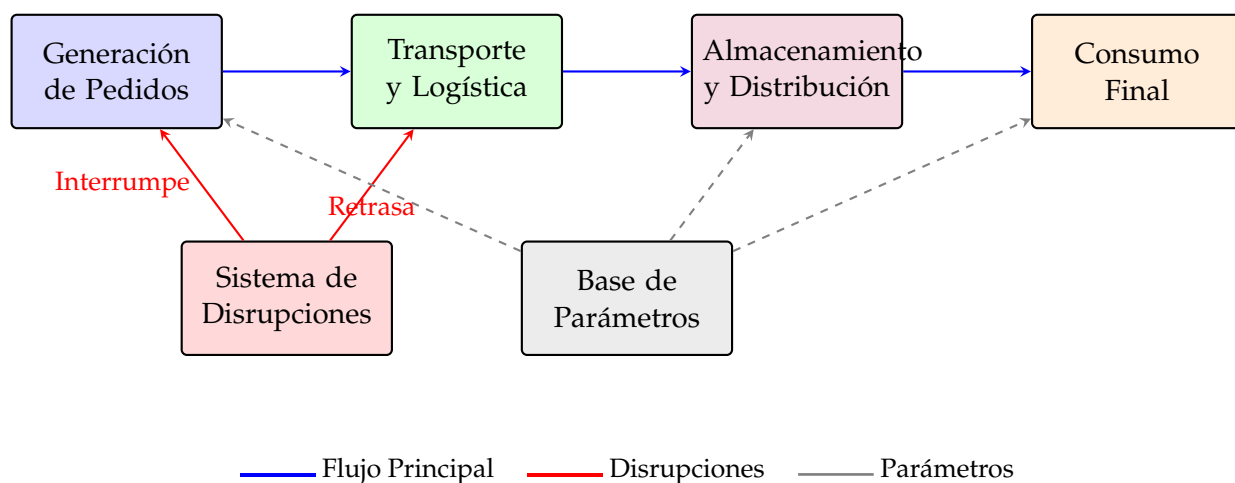 Generación
de Pedidos
Transporte
y Logística
Almacenamiento
y Distribución
Consumo
Final
Interrumpe
Retrasa
Sistema de
Disrupciones
Base de
Parámetros
Flujo Principal
Disrupciones
Parámetros